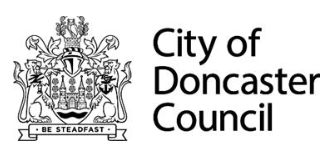 City of
Doncaster
Council
· BE STEADFAST ·